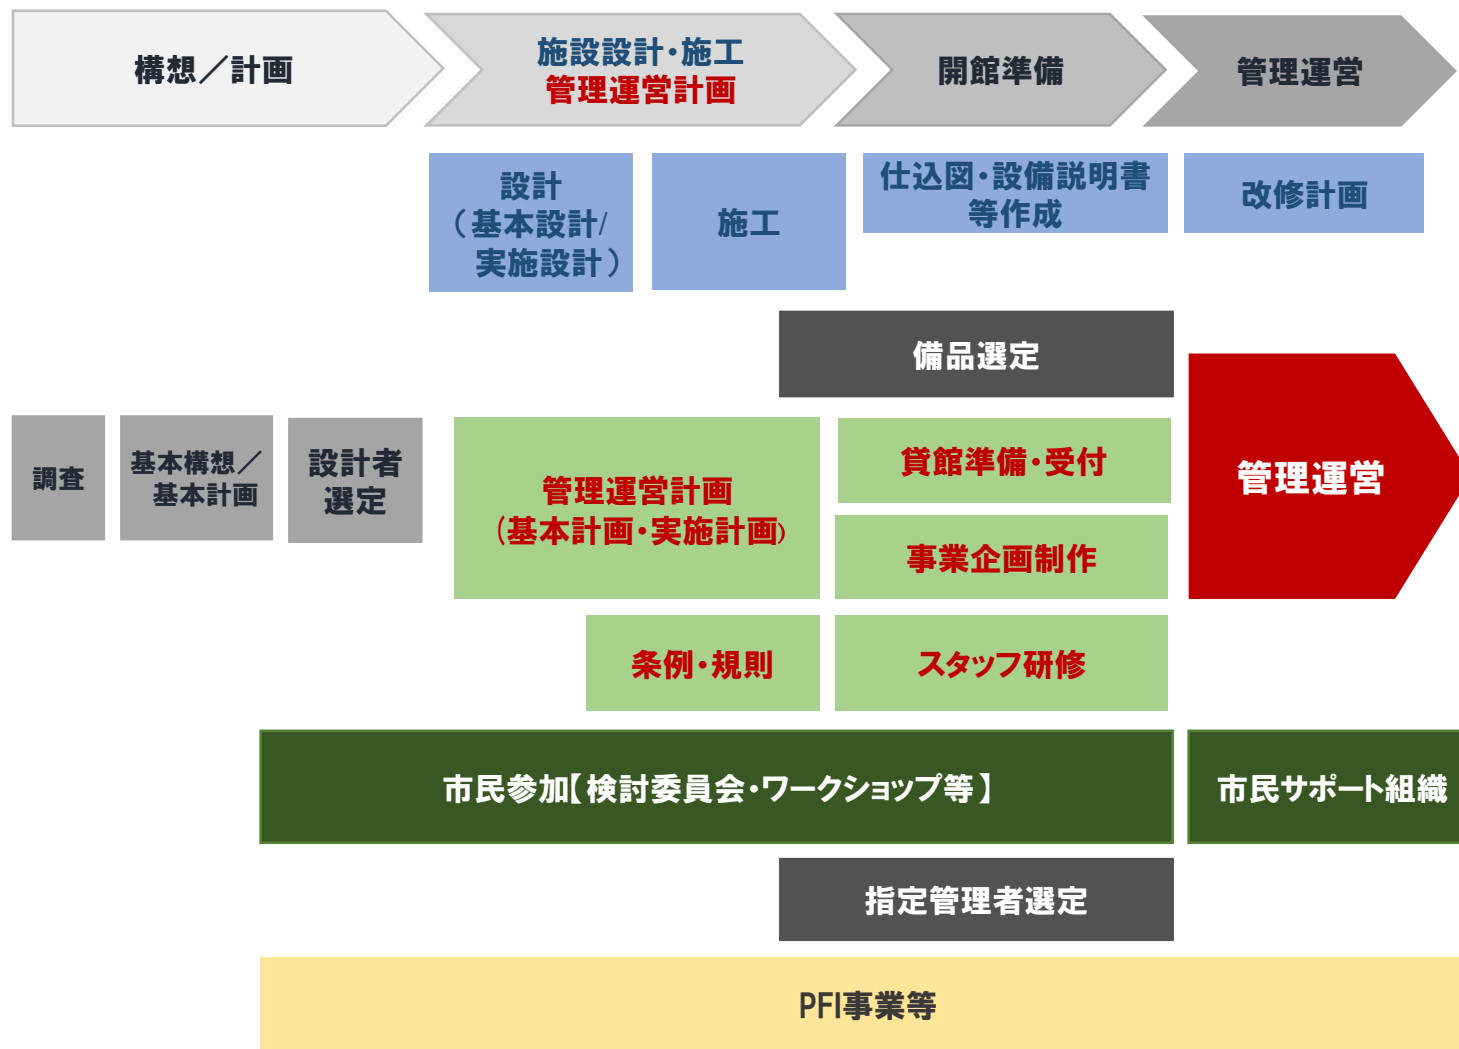 構想／計画
施設設計・施工
管理運営計画
開館準備
管理運営
設計
（基本設計/
実施設計）
施工
仕込図・設備説明書
等作成
改修計画
備品選定
調査
基本構想／
基本計画
設計者
選定
管理運営計画
（基本計画・実施計画）
貸館準備・受付
事業企画制作
管理運営
条例・規則
スタッフ研修
市民参加【検討委員会・ワークショップ等】
市民サポート組織
指定管理者選定
PFI事業等